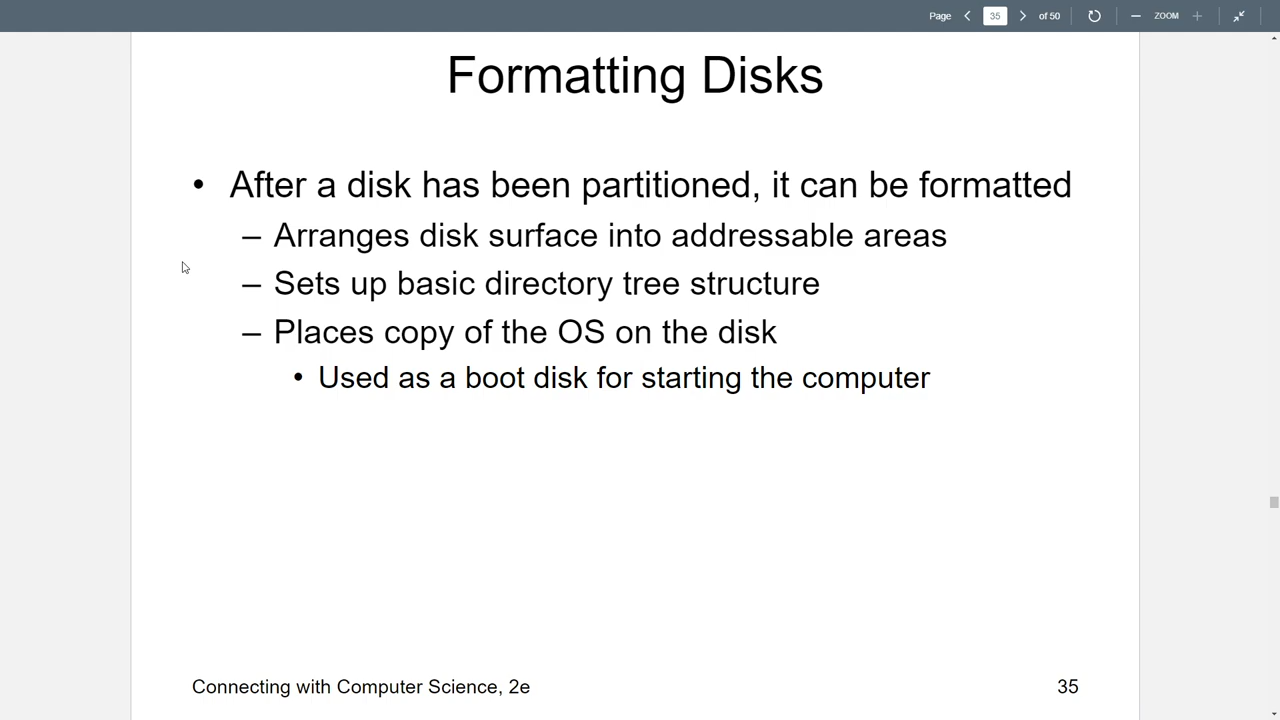 Page 35 of 50 ZOOM
Formatting Disks
• After a disk has been partitioned, it can be formatted
– Arranges disk surface into addressable areas
– Sets up basic directory tree structure
– Places copy of the OS on the disk
• Used as a boot disk for starting the computer
Connecting with Computer Science, 2e 35